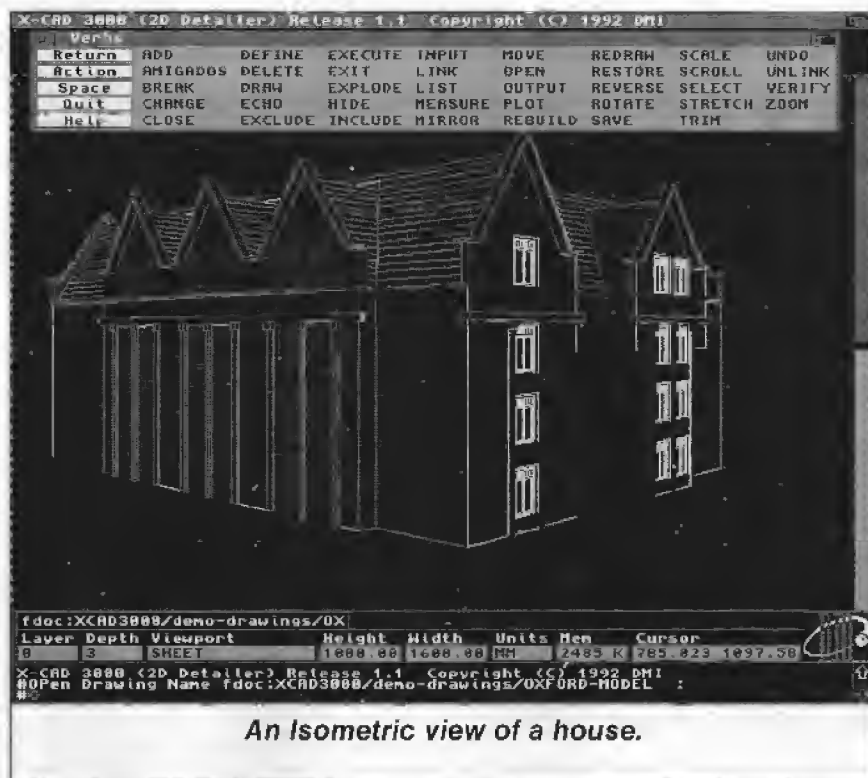 X-CAD 3000 (2D Detailer) Release 1.1 Copyright (C) 1992 DMI
Verbs
Return ADD DEFINE EXECUTE INPUT MOVE REDRAW SCALE UNDO
Action AMIGADOS DELETE EXIT LINK OPEN RESTORE SCROLL UNLINK
Space BREAK DRAW EXPLODE LIST OUTPUT REVERSE SELECT VERIFY
Quit CHANGE ECHO HIDE MEASURE PLOT ROTATE STRETCH ZOOM
Help CLOSE EXCLUDE INCLUDE MIRROR REBUILD SAVE TRIM
fdoc:XCAD3000/demo-drawings/OX
Layer Depth Viewport Height Width Units Mem Cursor
0 3 SHEET 1000.00 1600.00 MM 2485 K 785.023 1097.50
X-CAD 3000 (2D Detailer) Release 1.1 Copyright (C) 1992 DMI
#OPen Drawing Name fdoc:XCAD3000/demo-drawings/OXFORD-MODEL :
#
An Isometric view of a house.